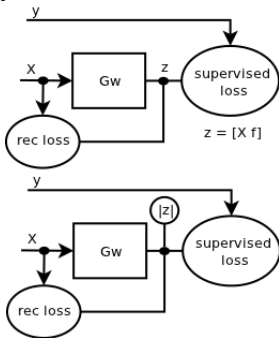 y
X
Gw
z
supervised
loss
rec loss
z = [X f]
y
X
Gw
|z|
supervised
loss
rec loss